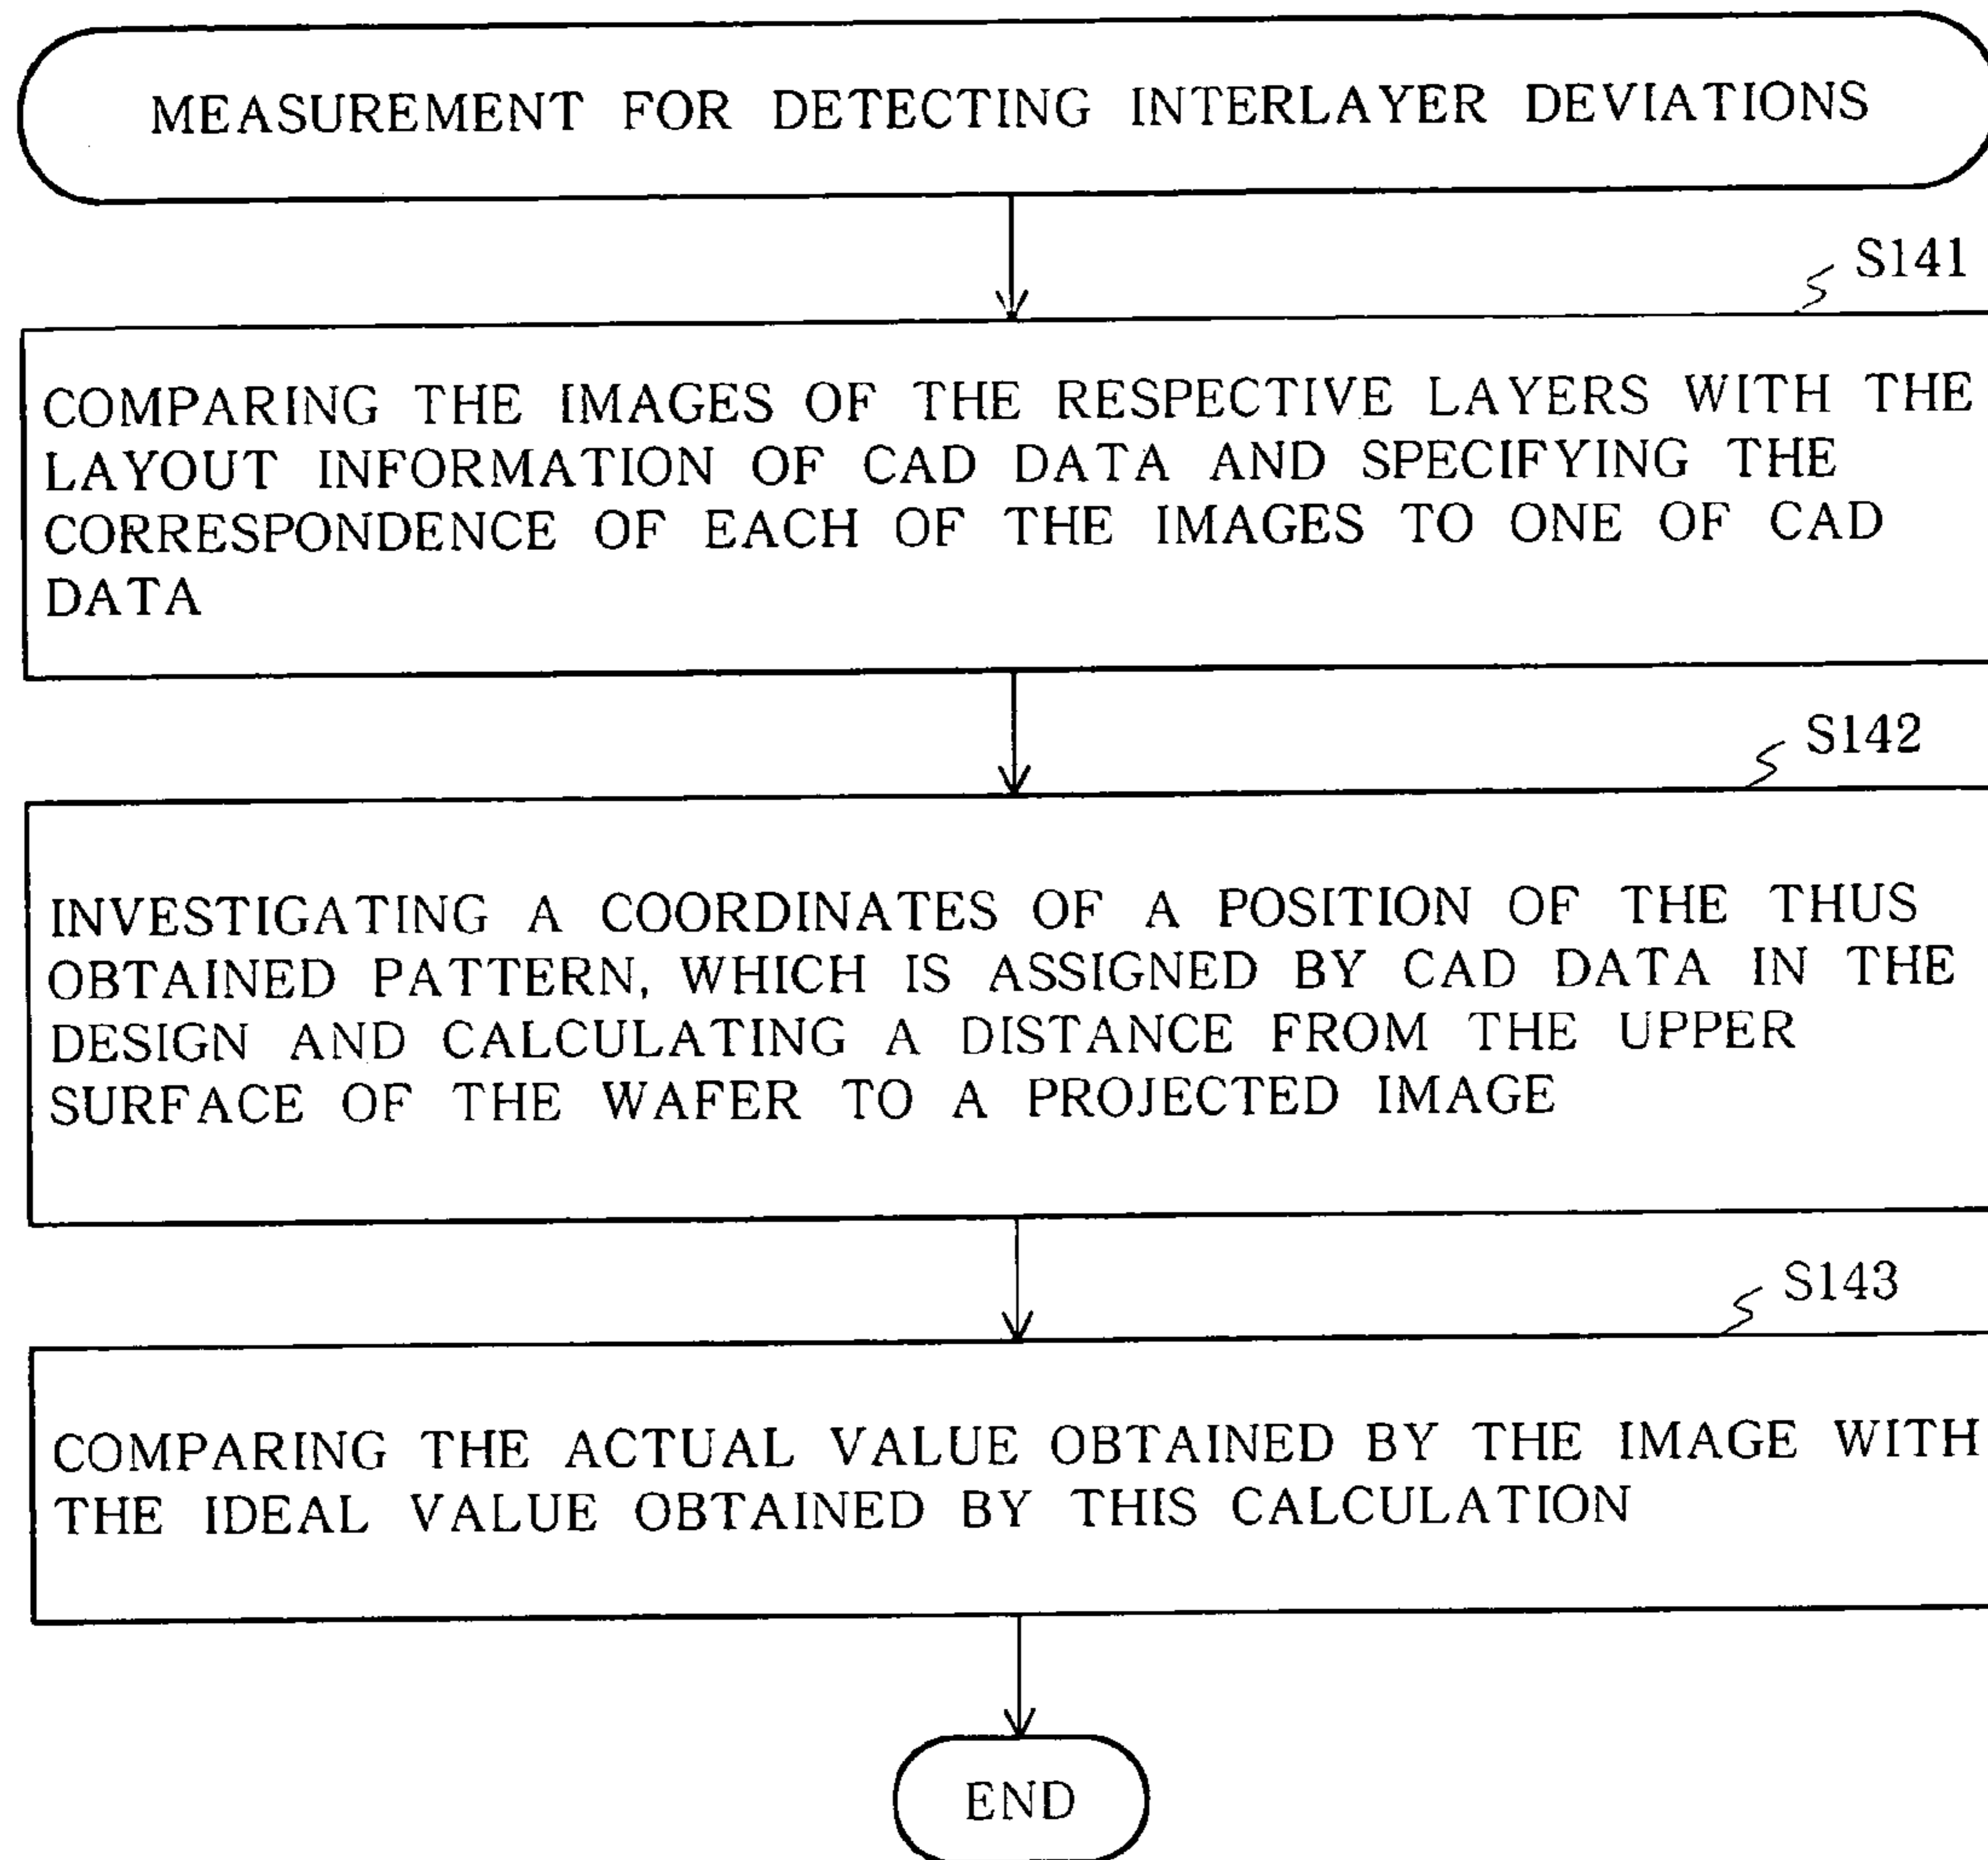 MEASUREMENT FOR DETECTING INTERLAYER DEVIATIONS
S141
COMPARING THE IMAGES OF THE RESPECTIVE LAYERS WITH THE
LAYOUT INFORMATION OF CAD DATA AND SPECIFYING THE
CORRESPONDENCE OF EACH OF THE IMAGES TO ONE OF CAD
DATA
S142
INVESTIGATING A COORDINATES OF A POSITION OF THE THUS
OBTAINED PATTERN, WHICH IS ASSIGNED BY CAD DATA IN THE
DESIGN AND CALCULATING A DISTANCE FROM THE UPPER
SURFACE OF THE WAFER TO A PROJECTED IMAGE
S143
COMPARING THE ACTUAL VALUE OBTAINED BY THE IMAGE WITH
THE IDEAL VALUE OBTAINED BY THIS CALCULATION
END